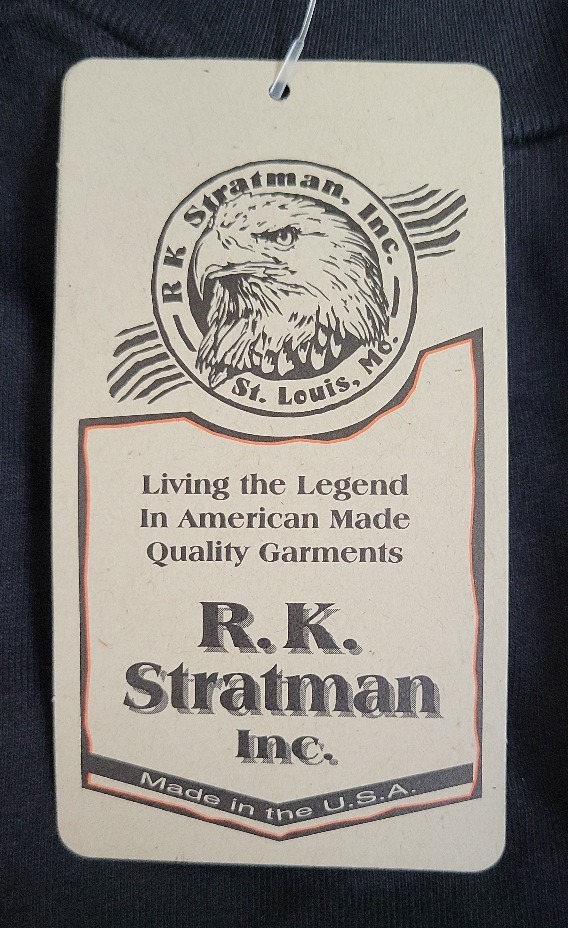 R K Stratman, Inc.
St. Louis, Mo.
Living the Legend
In American Made
Quality Garments
R.K.
Stratman
Inc.
Made in the U.S.A.